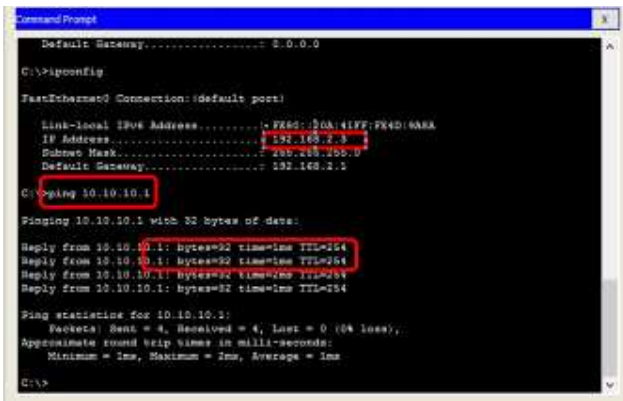 Command Prompt
X
Default Gateway.................: 0.0.0.0
C:\>ipconfig
FastEthernet0 Connection:(default port)
Link-local IPv6 Address.........: FE80::20A:41FF:FE4D:
IP Address......................: 192.168.2.3
Subnet Mask.....................: 255.255.255.0
Default Gateway.................: 192.168.2.1
C:\>ping 10.10.10.1
Pinging 10.10.10.1 with 32 bytes of data:
Reply from 10.10.10.1: bytes=32 time=1ms TTL=254
Reply from 10.10.10.1: bytes=32 time=1ms TTL=254
Reply from 10.10.10.1: bytes=32 time=2ms TTL=254
Reply from 10.10.10.1: bytes=32 time=1ms TTL=254
Ping statistics for 10.10.10.1:
Packets: Sent = 4, Received = 4, Lost = 0 (0% loss),
Approximate round trip times in milli-seconds:
Minimum = 1ms, Maximum = 2ms, Average = 1ms
C:\>